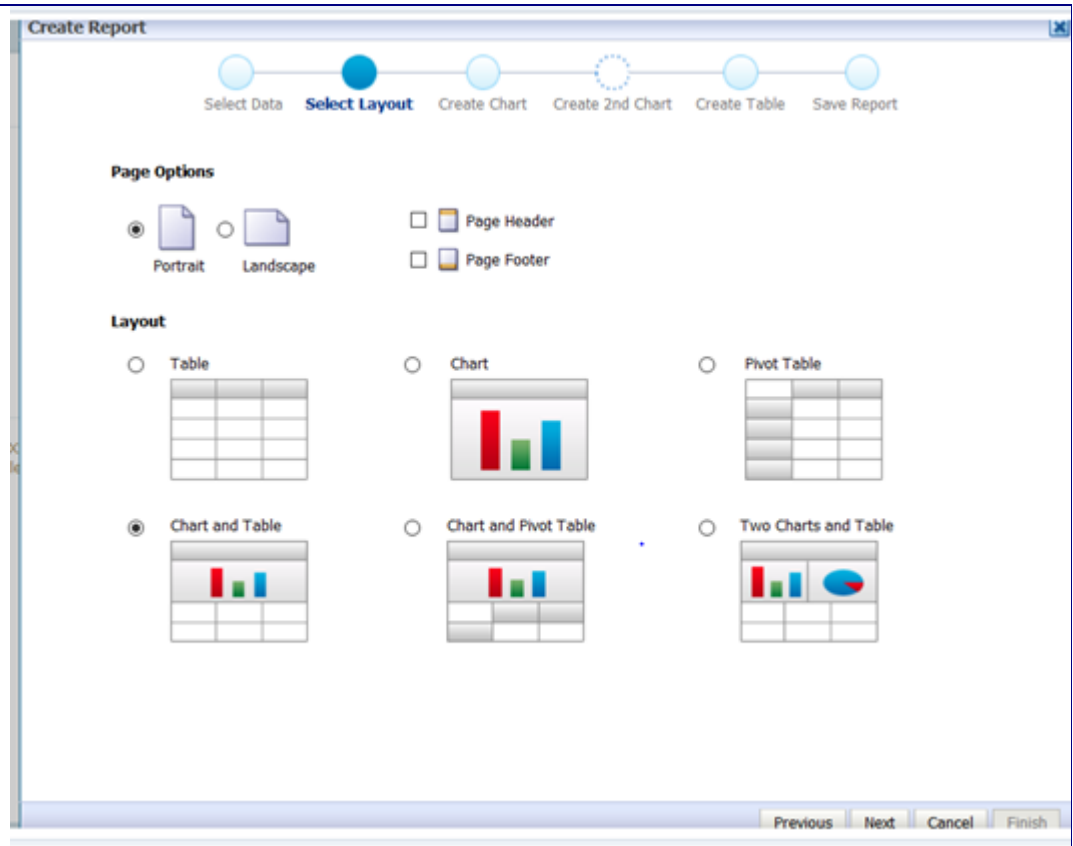 Create Report
Select Data Select Layout Create Chart Create 2nd Chart Create Table Save Report
Page Options
Portrait Landscape
Page Header
Page Footer
Layout
Table Chart Pivot Table
Chart and Table Chart and Pivot Table Two Charts and Table
Previous Next Cancel Finish